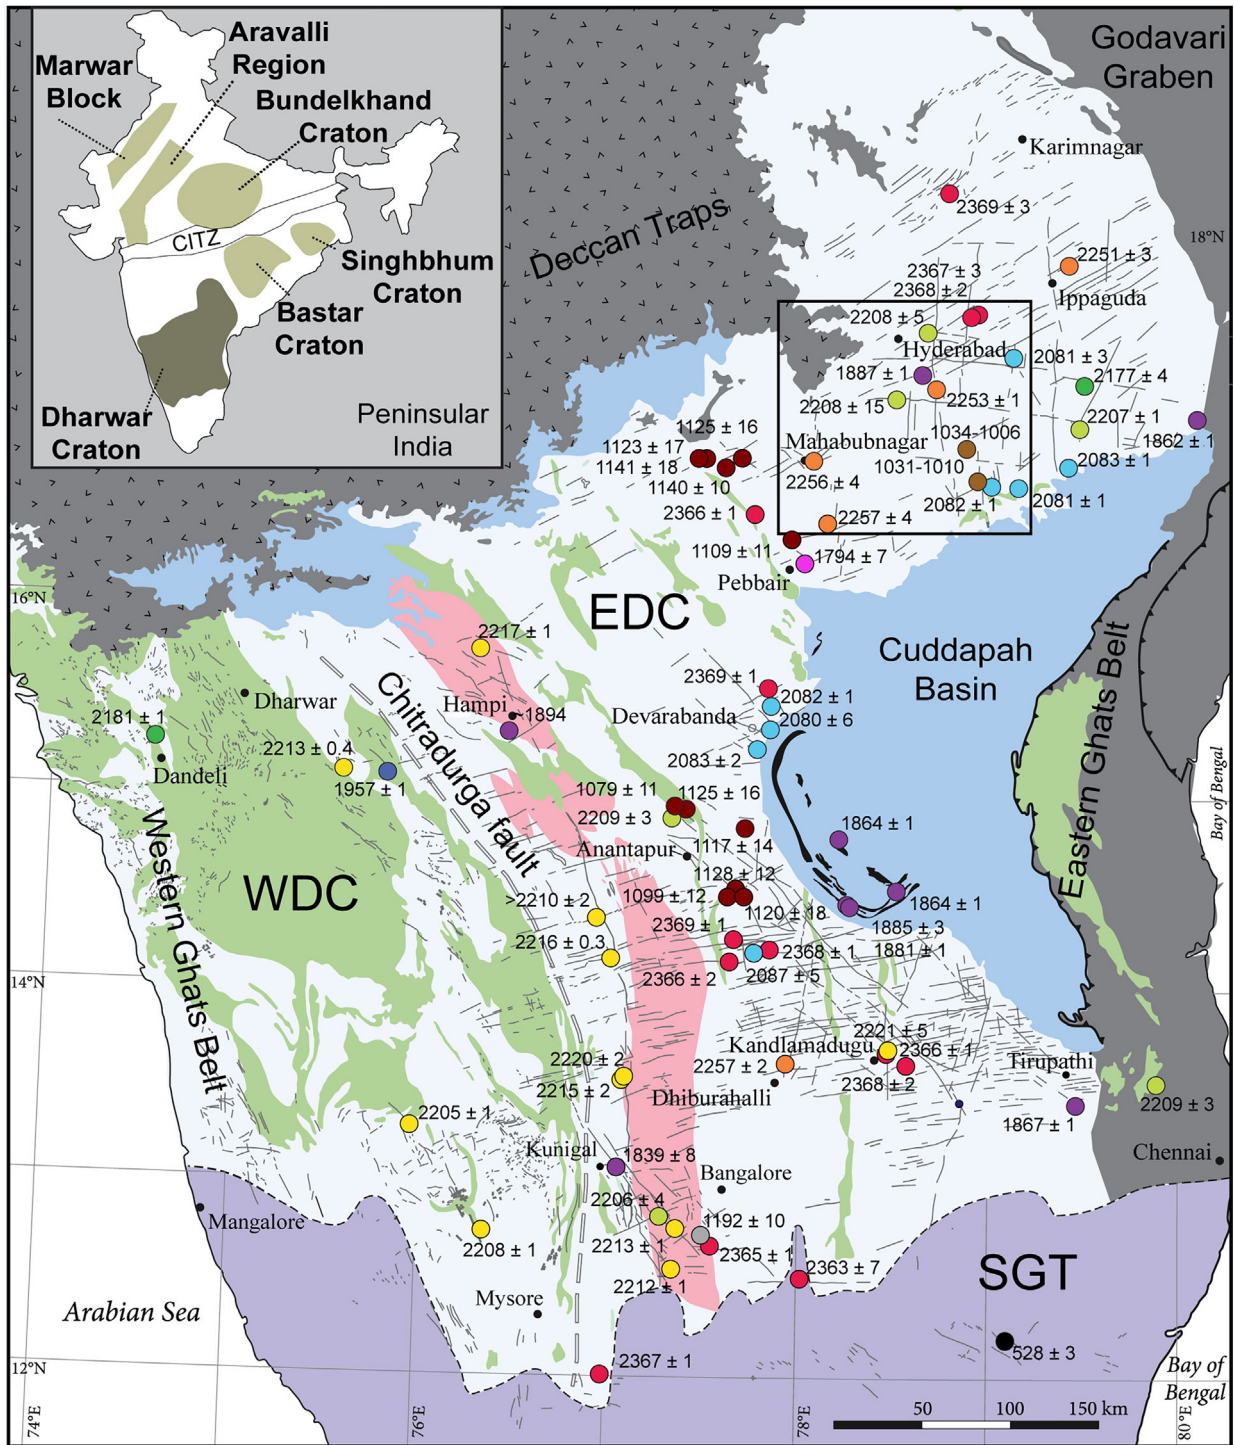 Aravalli
Region
Marwar
Block
Bundelkhand
Craton
CITZ
Singhbhum
Craton
Bastar
Craton
Dharwar
Craton
Peninsular
India
Godavari
Graben
Karimnagar
2369 ± 3
Deccan Traps
18°N
2251 ± 3
2367 ± 3
2368 ± 2
Ippaguda
2208 ± 5
Hyderabad
2081 ± 3
1887 ± 1
2177 ± 4
2208 ± 15
2253 ± 1
2207 ± 1
1862 ± 1
1125 ± 16
1123 ± 17
1141 ± 18
1140 ± 10
Mahabubnagar
1034-1006
1031-1010
2083 ± 1
2256 ± 4
2082 ± 1
2081 ± 1
2366 ± 1
2257 ± 4
1109 ± 11
1794 ± 7
Pebbair
16°N
EDC
2217 ± 1
Cuddapah
Basin
Eastern Ghats Belt
2369 ± 1
2082 ± 1
Dharwar
Chitradurga fault
Hampi
~1894
Devarabanda
2080 ± 6
2181 ± 1
2213 ± 0.4
2083 ± 2
Dandeli
1957 ± 1
Bay of Bengal
1079 ± 11
1125 ± 16
2209 ± 3
Western Ghats Belt
1864 ± 1
Anantapur
1117 ± 14
1128 ± 12
WDC
>2210 ± 2
1099 ± 12
1864 ± 1
1120 ± 18
2369 ± 1
1885 ± 3
2216 ± 0.3
2368 ± 1
1881 ± 1
2366 ± 2
2087 ± 5
14°N
2221 ± 5
Kandlamadugu
2366 ± 1
2220 ± 2
2257 ± 2
Tirupathi
2215 ± 2
2368 ± 2
Dhiburahalli
2209 ± 3
2205 ± 1
1867 ± 1
Kunigal
1839 ± 8
Chennai
Bangalore
2206 ± 4
Mangalore
1192 ± 10
2208 ± 1
2213 ± 1
2365 ± 1
2363 ± 7
2212 ± 1
SGT
Mysore
Arabian Sea
528 ± 3
2367 ± 1
12°N
Bay of
Bengal
50
100
150 km
74°E
76°E
78°E
80°E